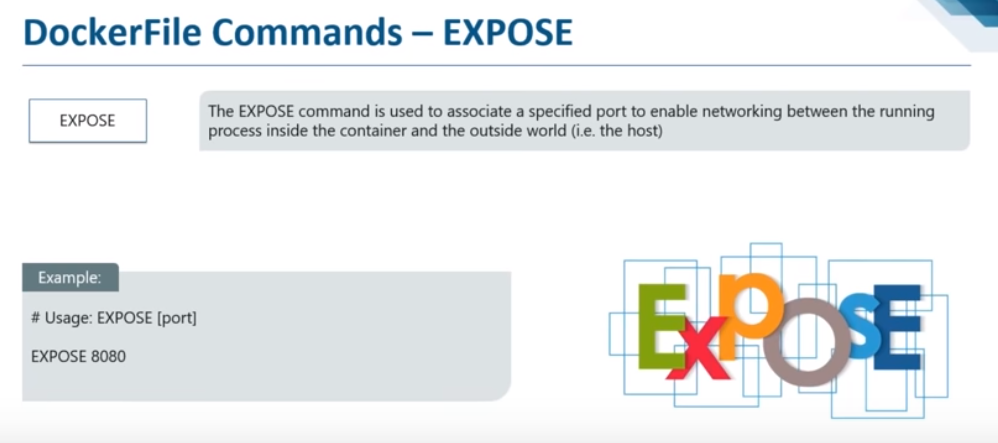 DockerFile Commands – EXPOSE
EXPOSE
The EXPOSE command is used to associate a specified port to enable networking between the running
process inside the container and the outside world (i.e. the host)
Example:
# Usage: EXPOSE [port]
EXPOSE 8080
ExpOsE